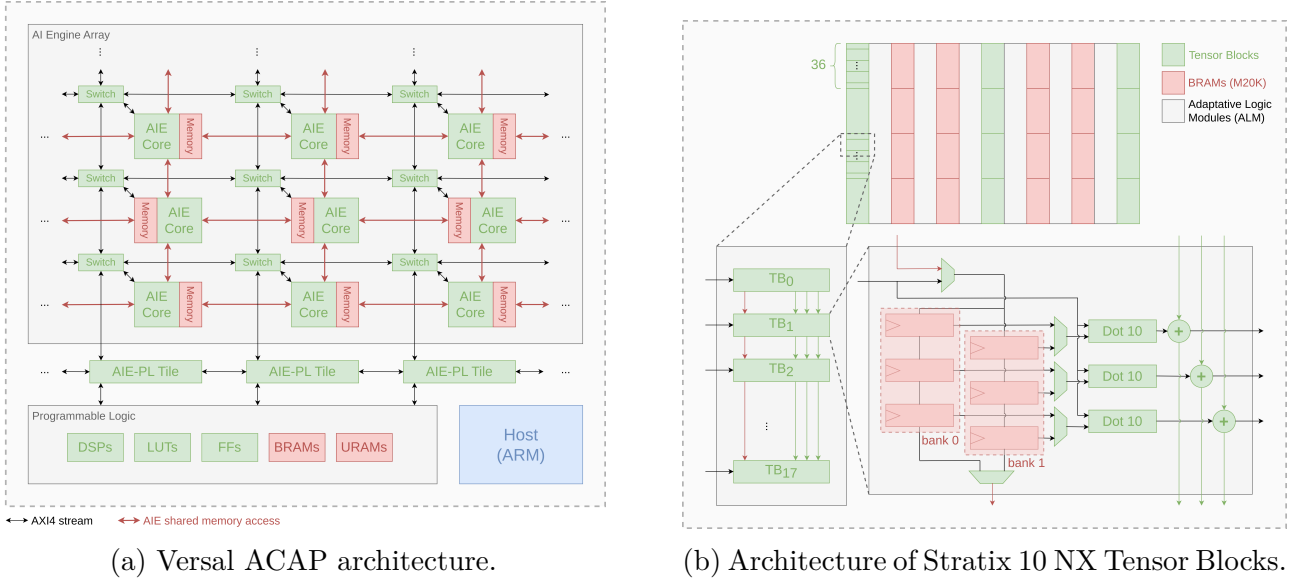 AI Engine Array
⋮ ⋮ ⋮
Switch Switch Switch
... AIE Core Memory AIE Core Memory AIE Core Memory ...
Switch Switch Switch
... Memory AIE Core Memory AIE Core Memory AIE Core ...
Switch Switch Switch
... AIE Core Memory AIE Core Memory AIE Core Memory ...
... AIE-PL Tile AIE-PL Tile AIE-PL Tile ...
Programmable Logic
DSPs LUTs FFs BRAMs URAMs
Host
(ARM)
AXI4 stream AIE shared memory access
(a) Versal ACAP architecture.
36
⋮
⋮
Tensor Blocks
BRAMs (M20K)
Adaptative Logic
Modules (ALM)
TB0
TB1
TB2
⋮
TB17
Dot 10 +
Dot 10 +
Dot 10 +
bank 0
bank 1
(b) Architecture of Stratix 10 NX Tensor Blocks.